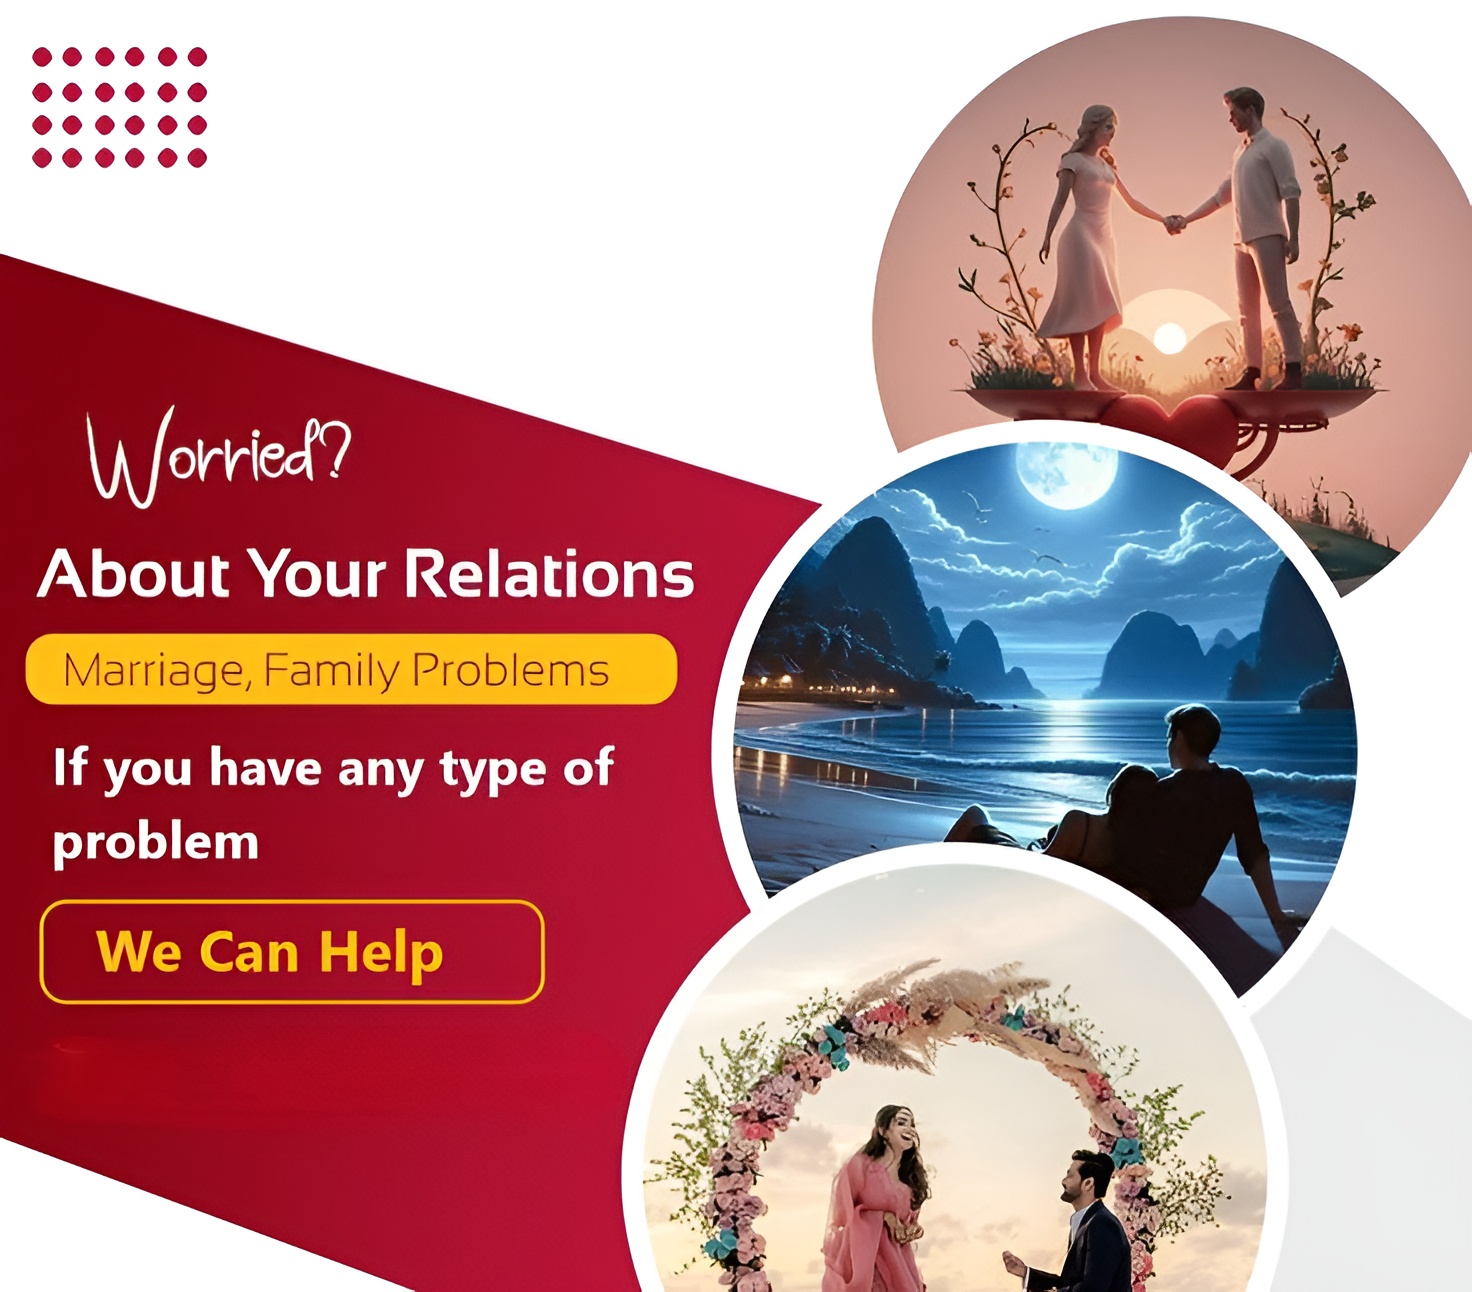 Worried?
About Your Relations
Marriage, Family Problems
If you have any type of
problem
We Can Help